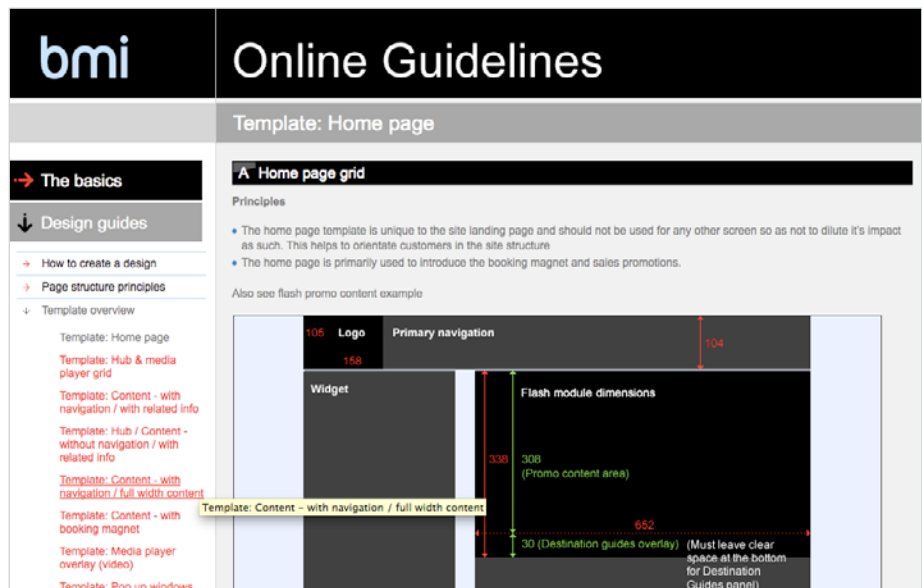 bmi
Online Guidelines
Template: Home page
The basics
Design guides
How to create a design
Page structure principles
Template overview
Template: Home page
Template: Hub & media
player grid
Template: Content - with
navigation / with related info
Template: Hub / Content -
without navigation / with
related info
Template: Content - with
navigation / full width content
Template: Content – with navigation / full width content
Template: Content - with
booking magnet
Template: Media player
overlay (video)
Template: Pop up windows
A Home page grid
Principles
The home page template is unique to the site landing page and should not be used for any other screen so as not to dilute it's impact
as such. This helps to orientate customers in the site structure
The home page is primarily used to introduce the booking magnet and sales promotions.
Also see flash promo content example
105 Logo
158
Primary navigation
104
Widget
Flash module dimensions
338
308
(Promo content area)
652
30 (Destination guides overlay)
(Must leave clear
space at the bottom
for Destination
Guides panel)